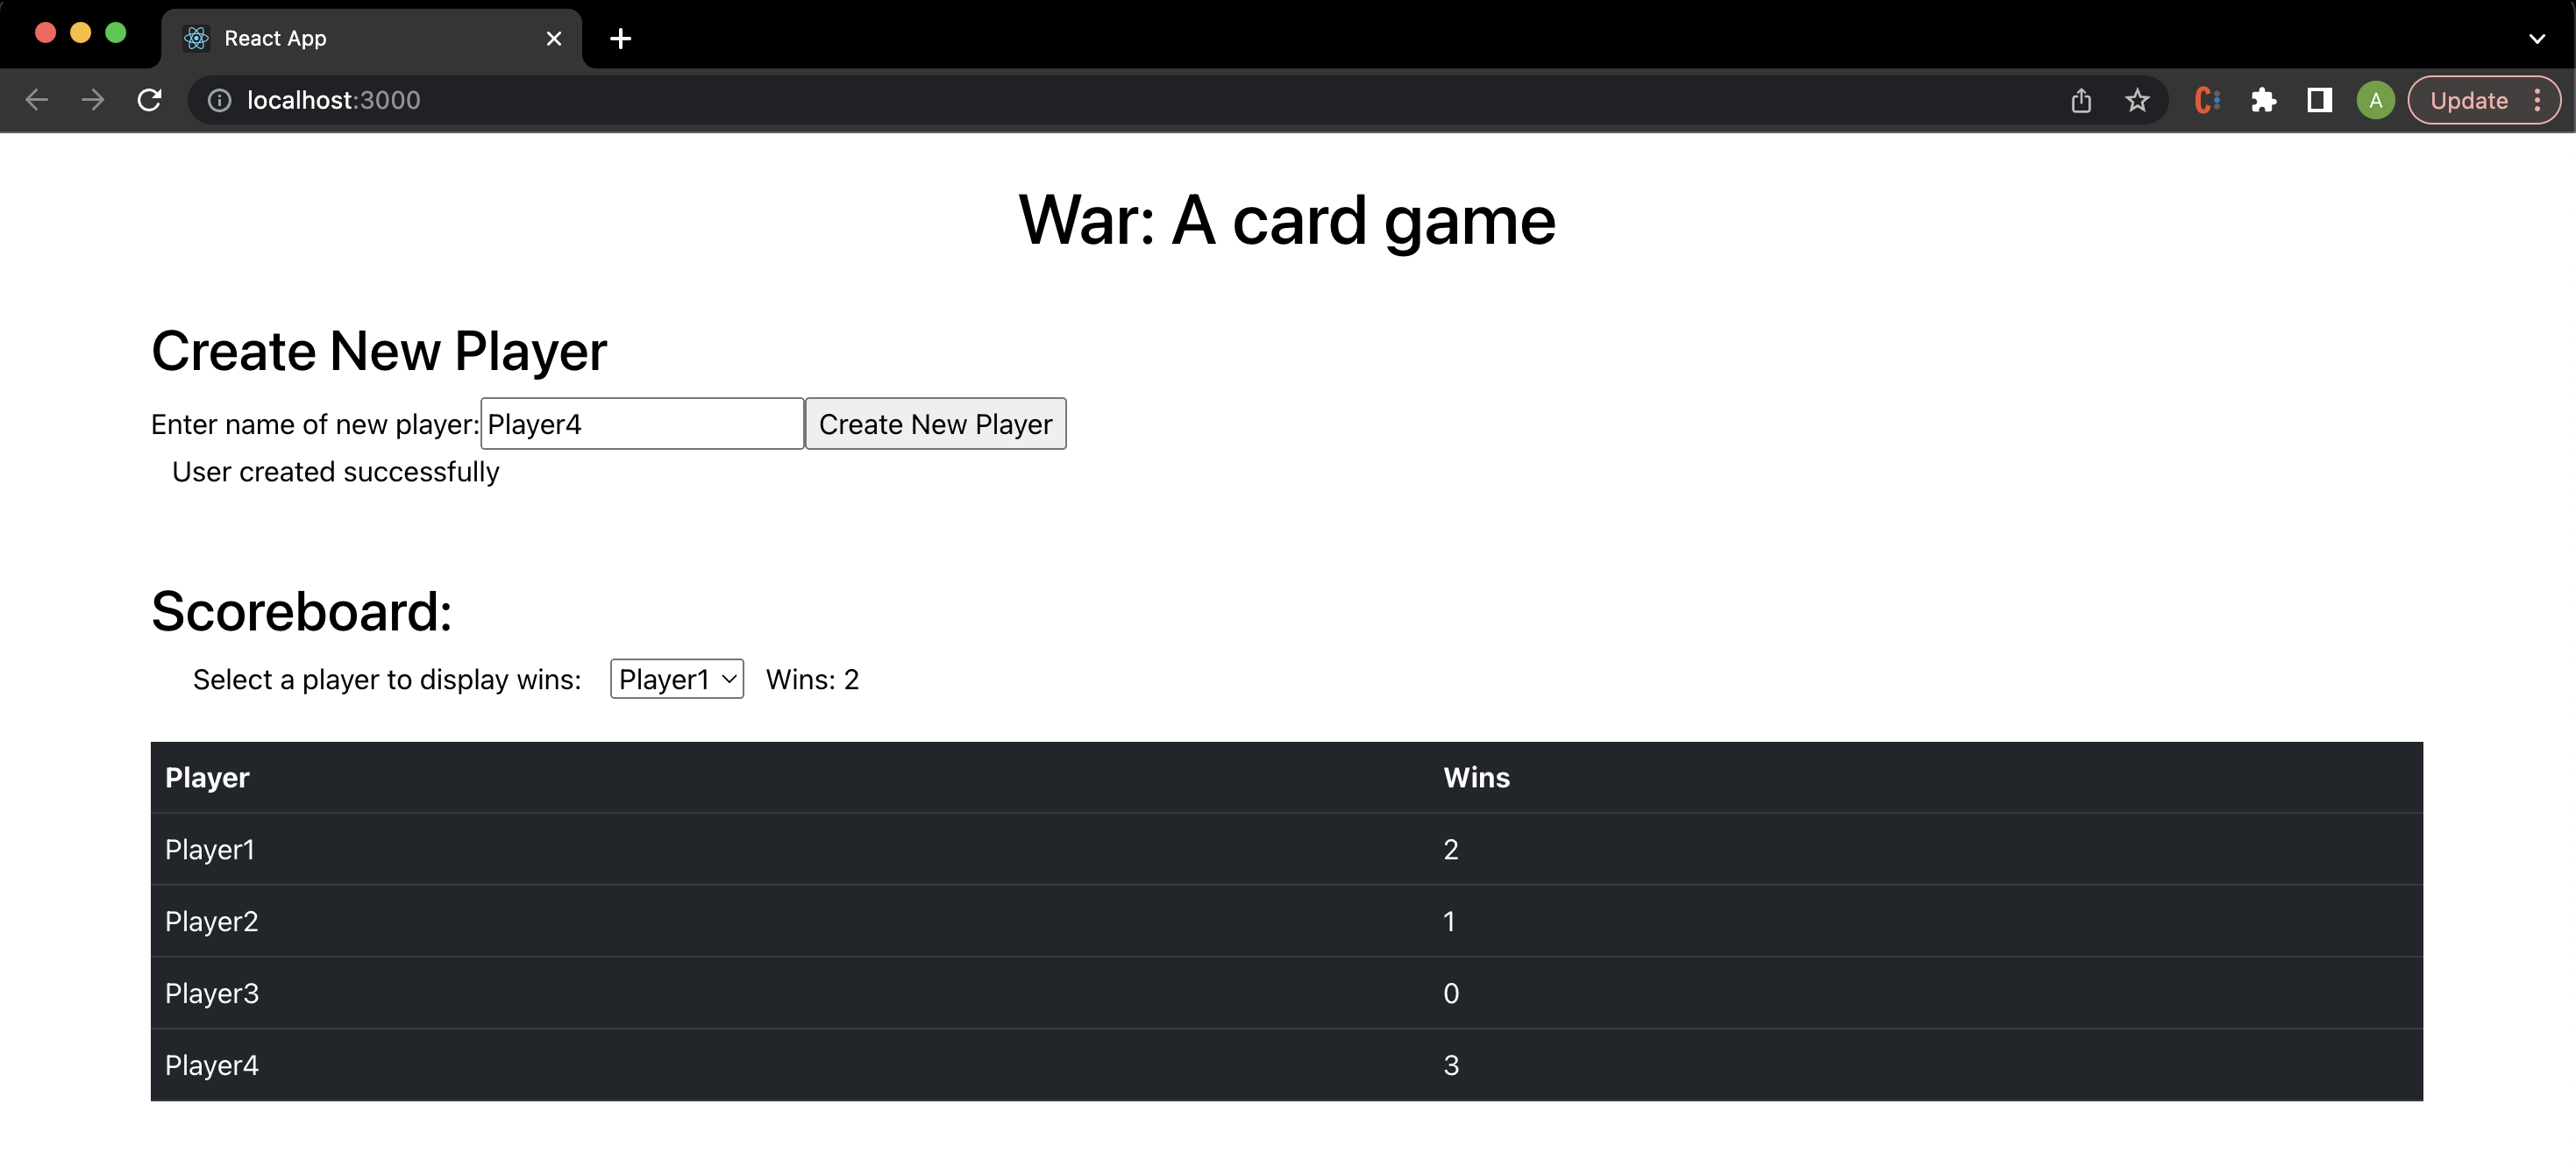 React App
localhost:3000
A
Update
War: A card game
Create New Player
Enter name of new player: Player4 Create New Player
User created successfully
Scoreboard:
Select a player to display wins: Player1 Wins: 2
Player Wins
Player1 2
Player2 1
Player3 0
Player4 3